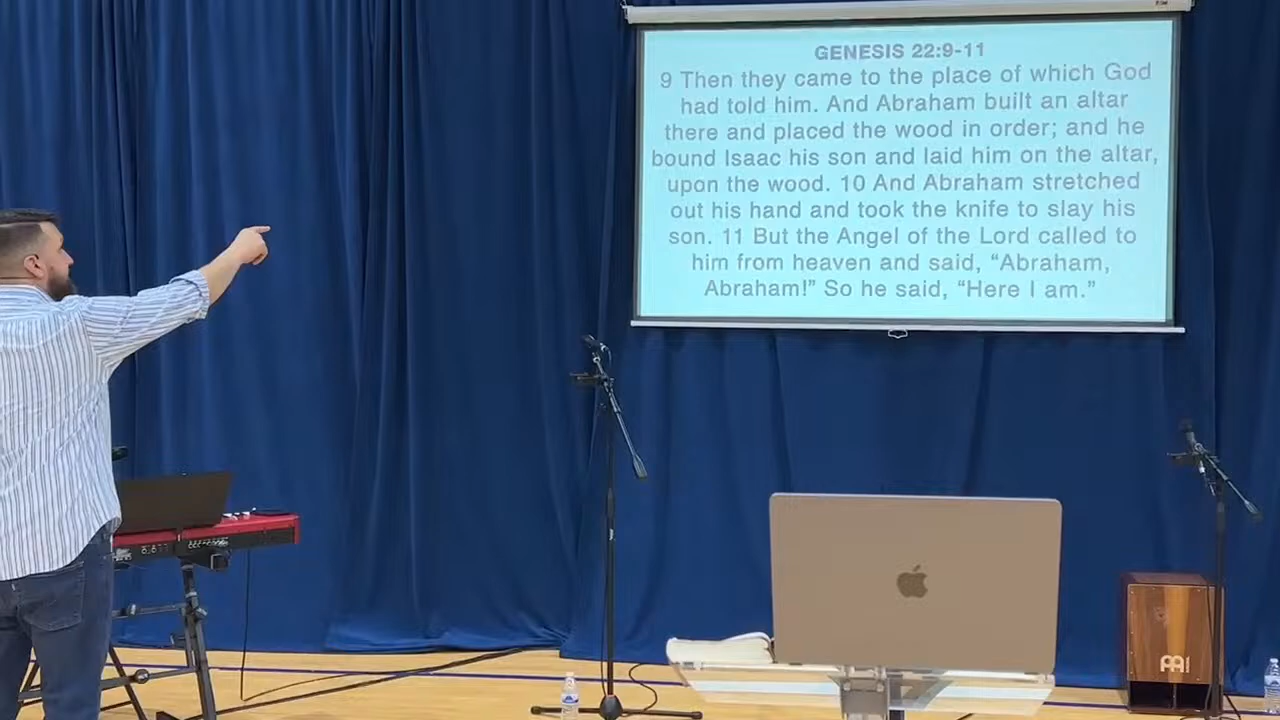 GENESIS 22:9-11
9 Then they came to the place of which God
had told him. And Abraham built an altar
there and placed the wood in order; and he
bound Isaac his son and laid him on the altar,
upon the wood. 10 And Abraham stretched
out his hand and took the knife to slay his
son. 11 But the Angel of the Lord called to
him from heaven and said, “Abraham,
Abraham!” So he said, “Here I am.”
MEINL